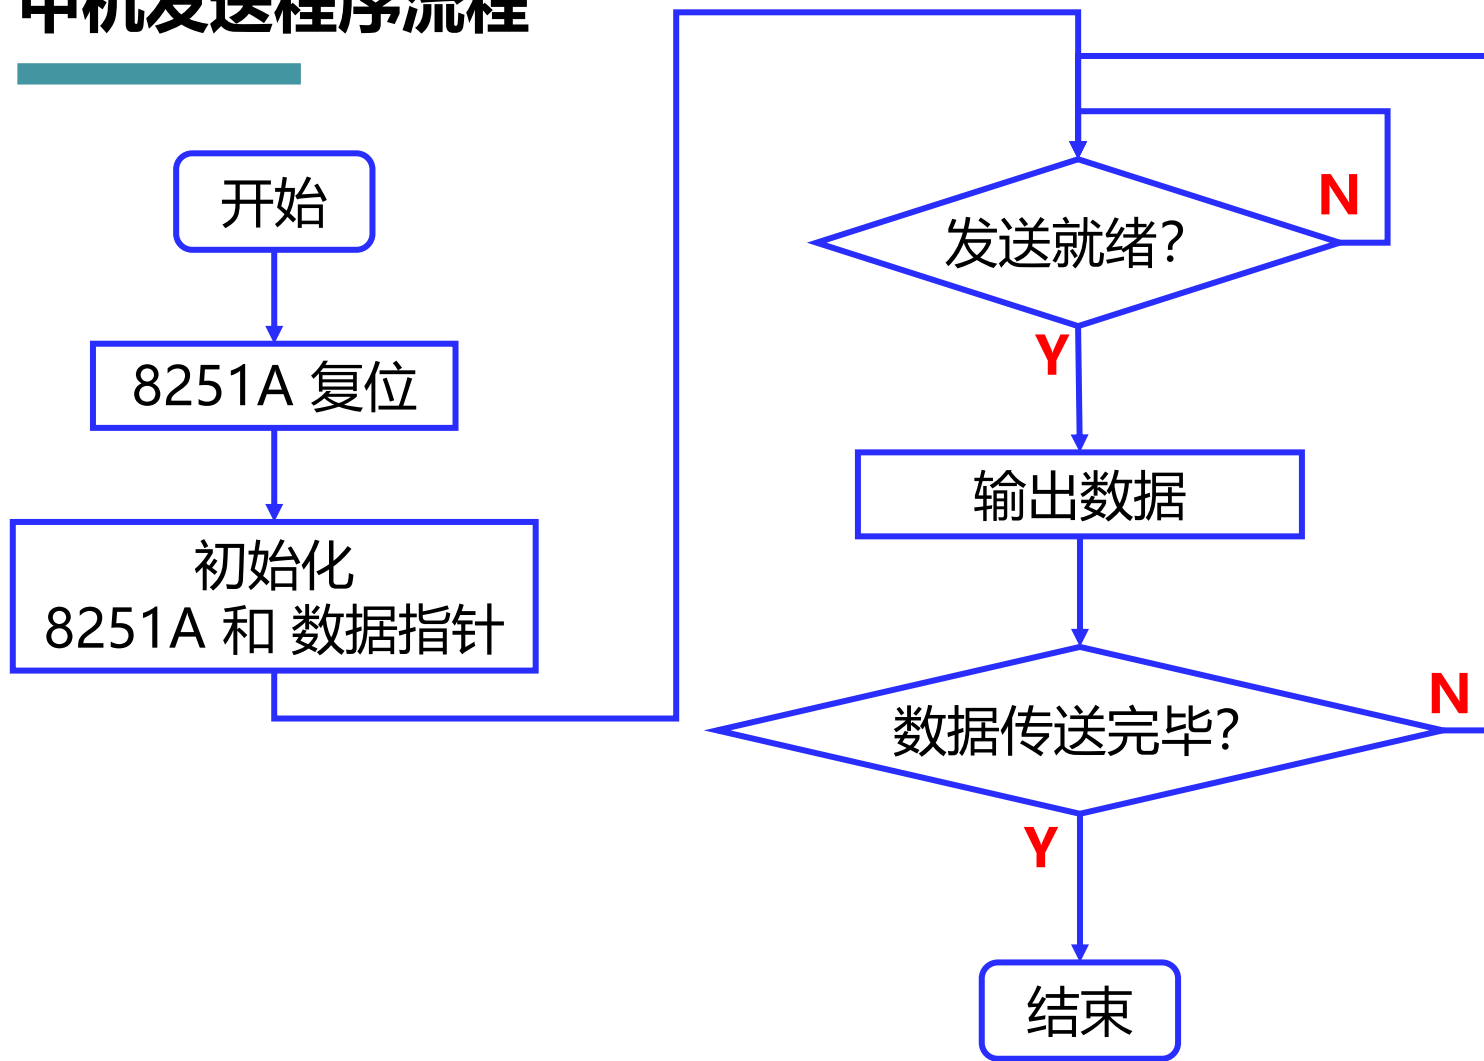 机发送程序流程
开始
8251A 复位
初始化
8251A 和 数据指针
发送就绪？
N
Y
输出数据
数据传送完毕？
N
Y
结束